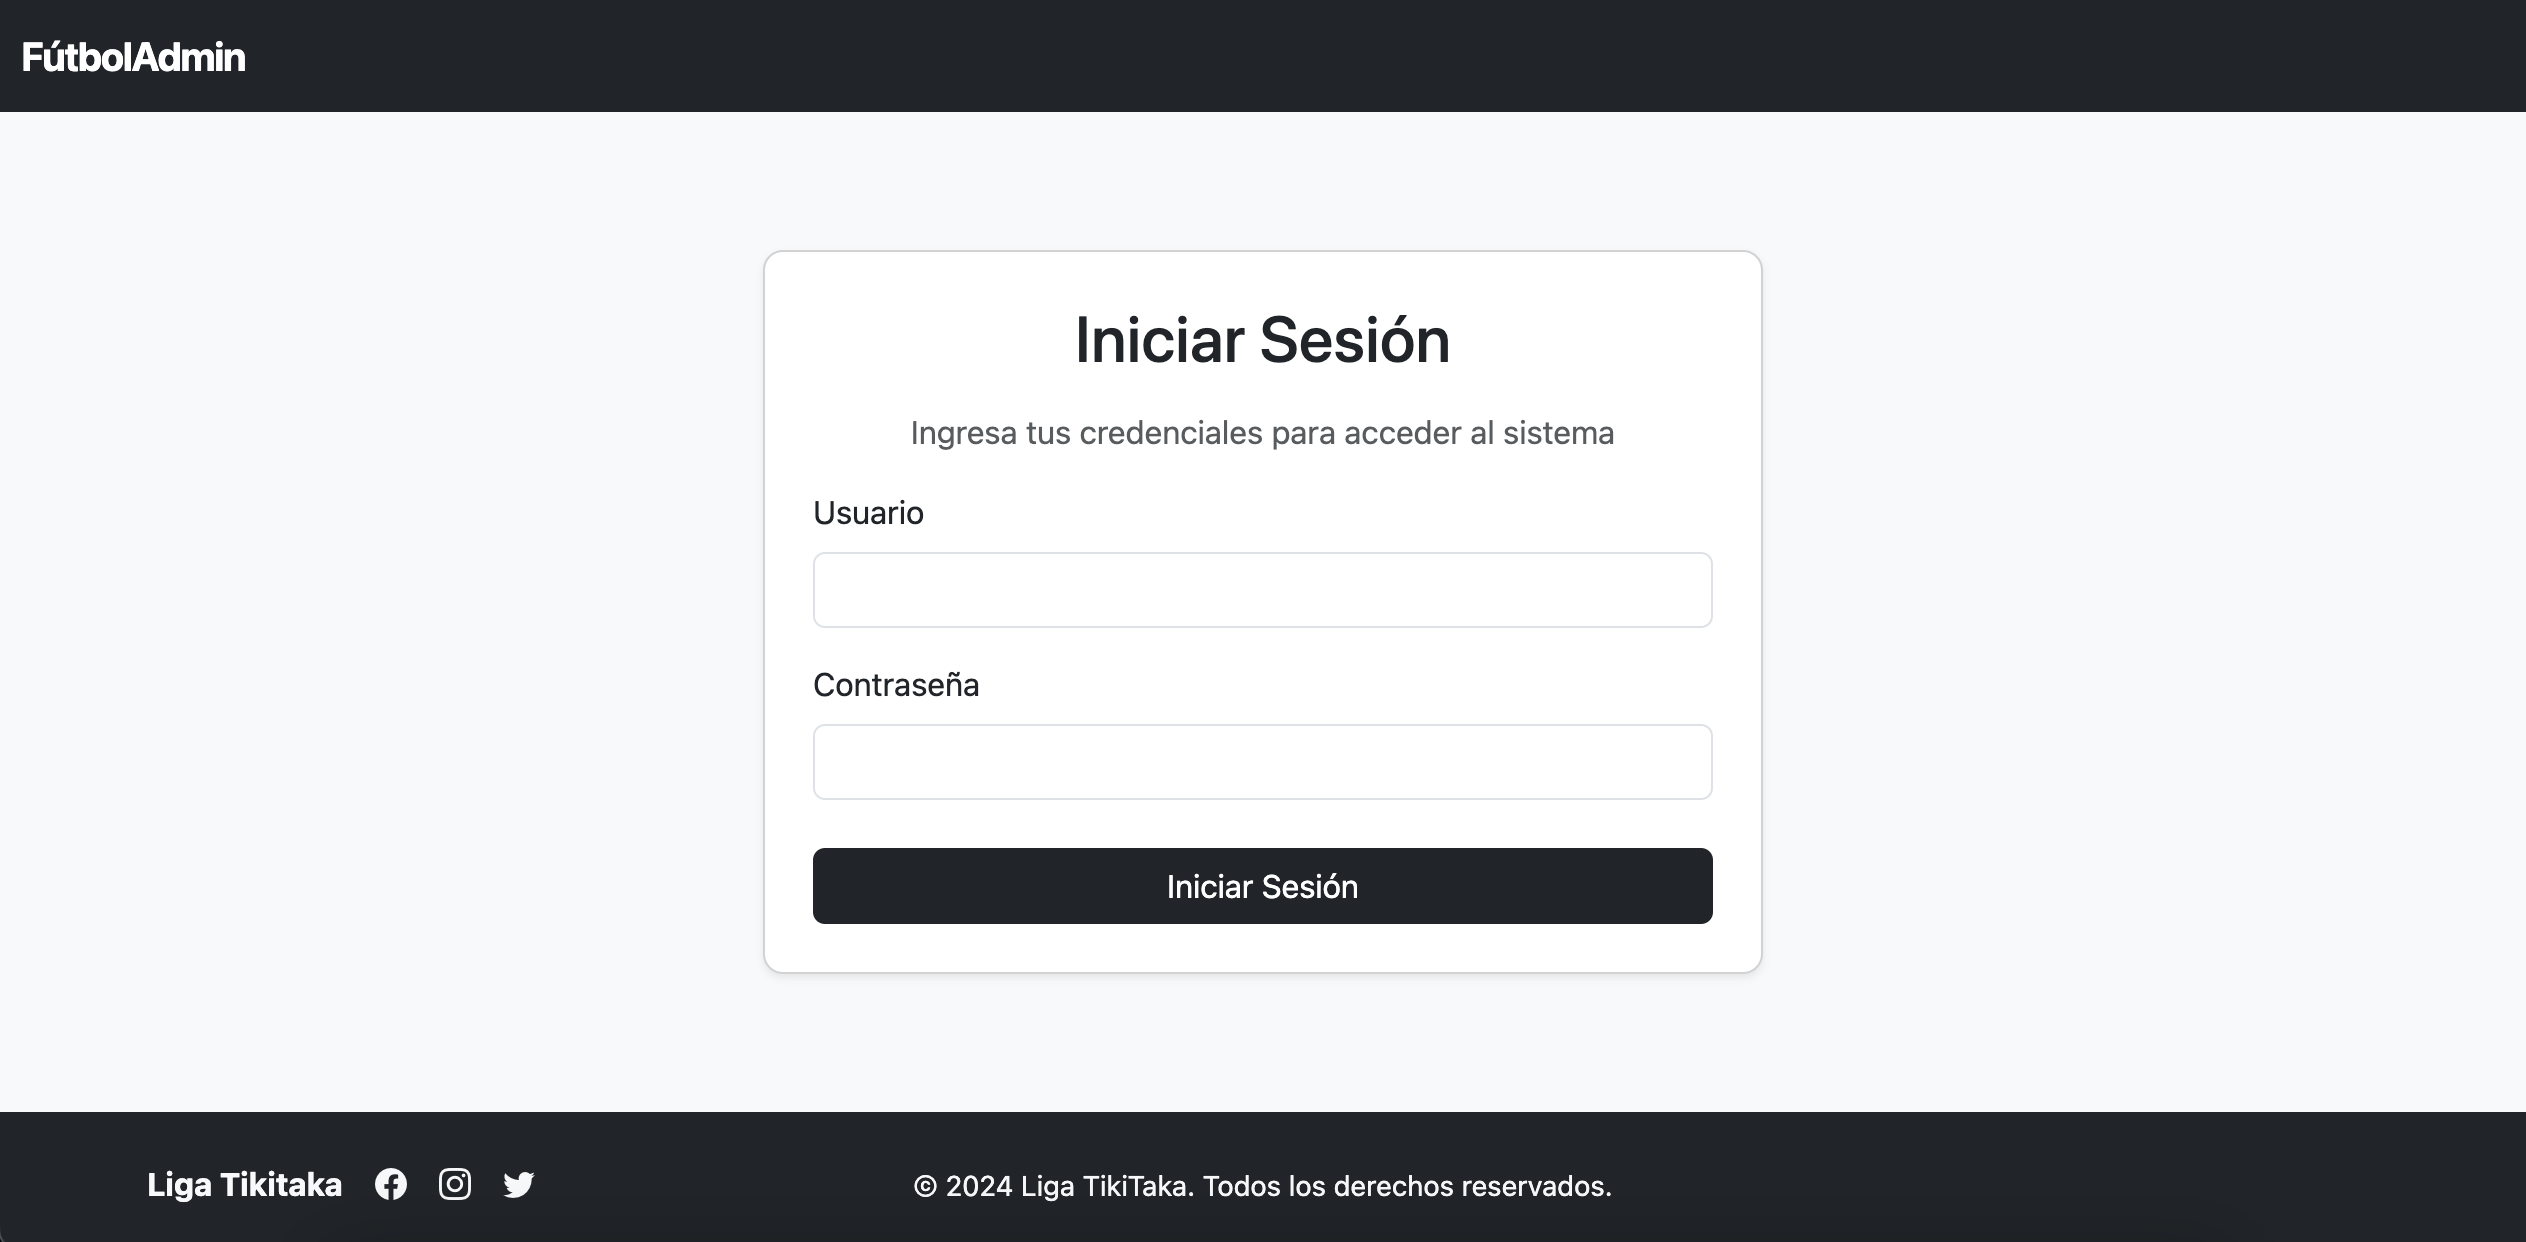 FútbolAdmin
Iniciar Sesión
Ingresa tus credenciales para acceder al sistema
Usuario
Contraseña
Iniciar Sesión
Liga Tikitaka
© 2024 Liga TikiTaka. Todos los derechos reservados.